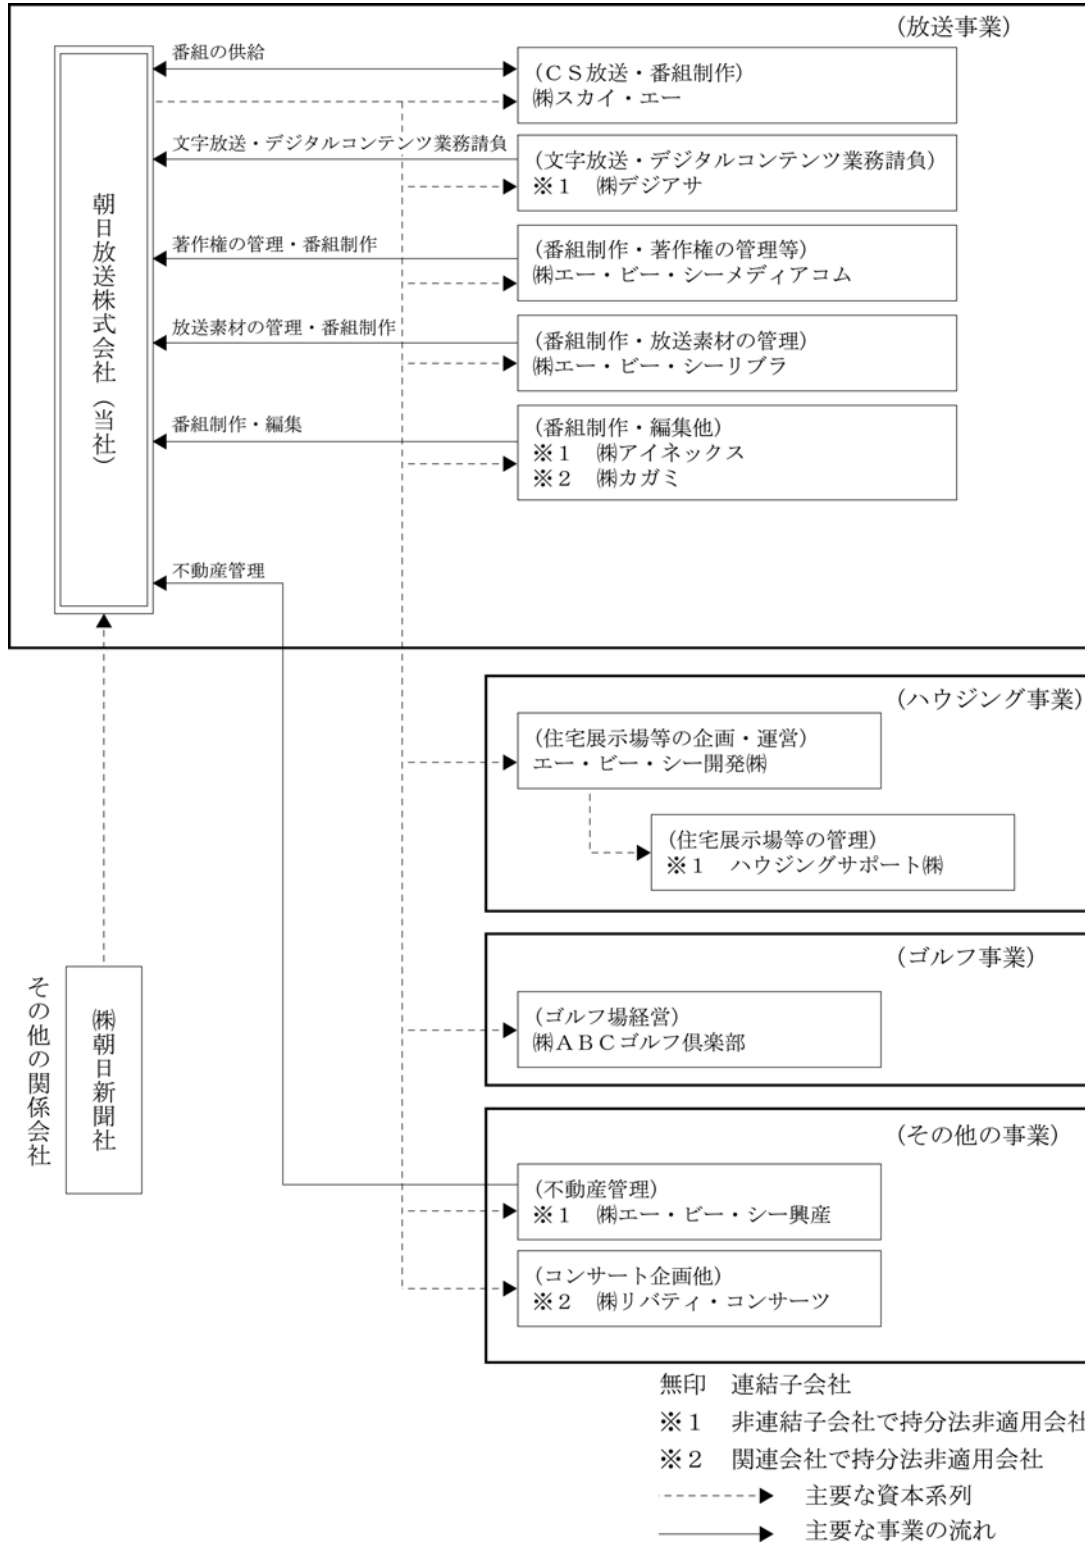 (放送事業)
番組の供給
(ＣＳ放送・番組制作)
㈱スカイ・エー
文字放送・デジタルコンテンツ業務請負
(文字放送・デジタルコンテンツ業務請負)
※１　㈱デジアサ
著作権の管理・番組制作
(番組制作・著作権の管理等)
㈱エー・ビー・シーメディアコム
放送素材の管理・番組制作
(番組制作・放送素材の管理)
㈱エー・ビー・シーリブラ
番組制作・編集
(番組制作・編集他)
※１　㈱アイネックス
※２　㈱カガミ
朝日放送株式会社（当社）
不動産管理
(ハウジング事業)
(住宅展示場等の企画・運営)
エー・ビー・シー開発㈱
(住宅展示場等の管理)
※１　ハウジングサポート㈱
(ゴルフ事業)
(ゴルフ場経営)
㈱ＡＢＣゴルフ倶楽部
その他の関係会社
㈱朝日新聞社
(その他の事業)
(不動産管理)
※１　㈱エー・ビー・シー興産
(コンサート企画他)
※２　㈱リバティ・コンサーツ
無印　連結子会社
※１　非連結子会社で持分法非適用会社
※２　関連会社で持分法非適用会社
主要な資本系列
主要な事業の流れ